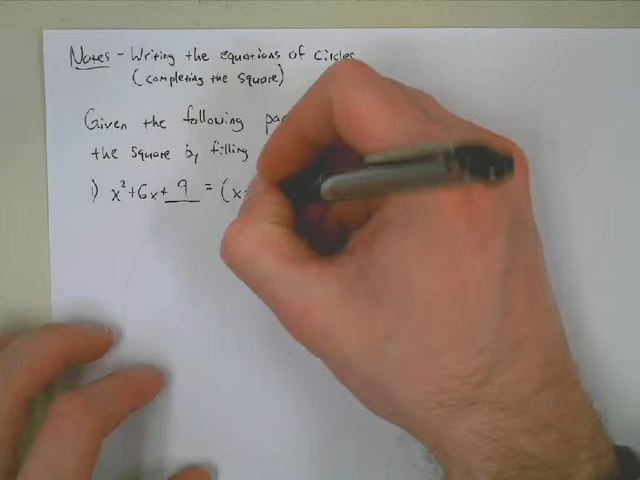 Notes - Writing the equations of circles
(completing the square)
Given the following
the square by filling
1) x²+6x+ 9 = (x